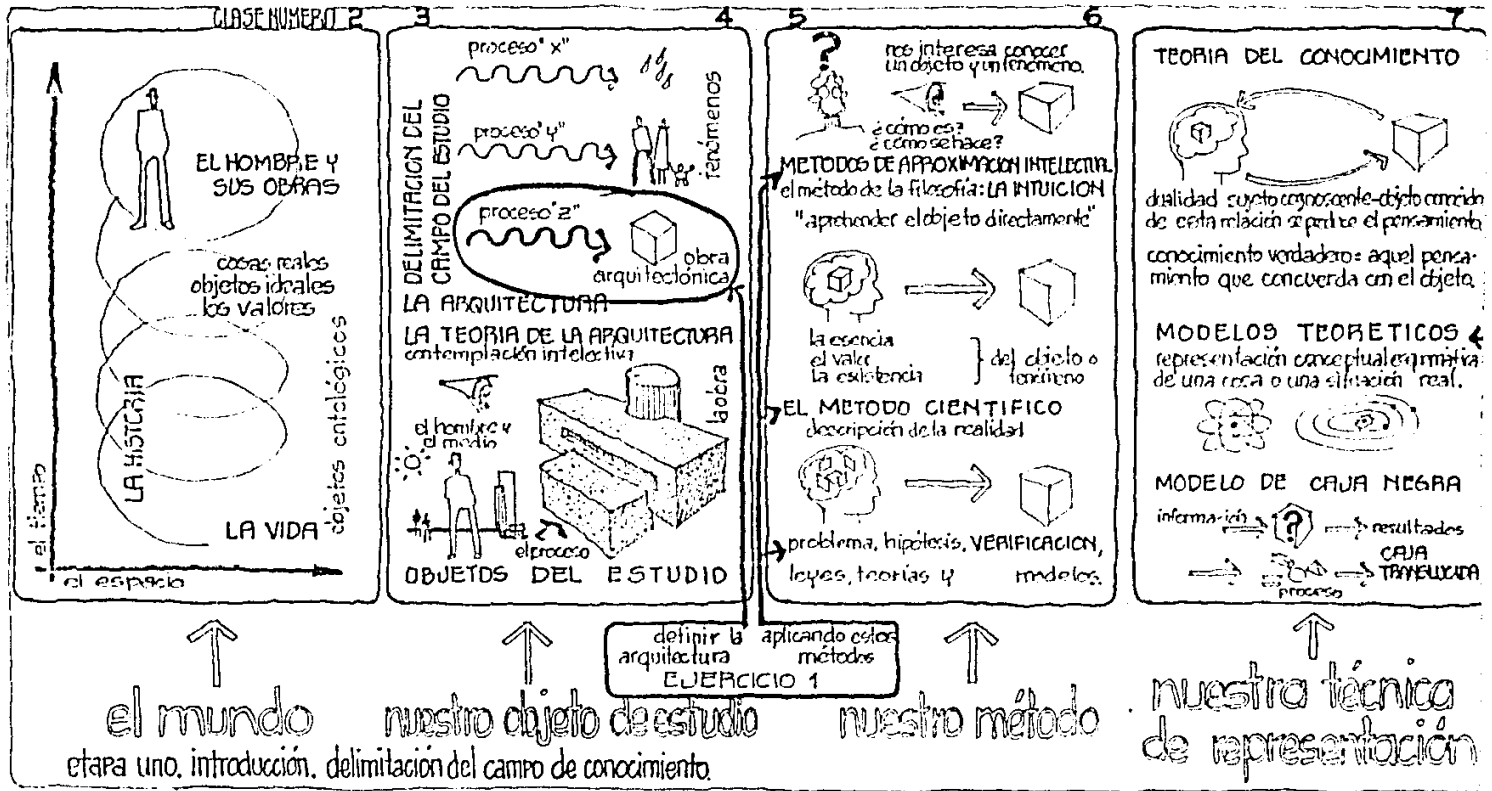 CLASE NUMERO 2
3
4
5
6
7
EL HOMBRE Y
SUS OBRAS
cosas reales
objetos ideales
los valores
LA HISTORIA
objetos ontológicos
LA VIDA
el tiempo
el espacio
proceso "x"
proceso "y"
fenómenos
DELIMITACION DEL
CAMPO DEL ESTUDIO
proceso "z"
obra
arquitectónica
LA ARQUITECTURA
LA TEORIA DE LA ARQUITECTURA
contemplación intelectiva
el hombre y
el medio
la obra
el proceso
OBJETOS DEL ESTUDIO
?
nos interesa conocer
un objeto y un fenómeno.
¿cómo es?
¿cómo se hace?
METODOS DE APROXIMACION INTELECTUAL
el método de la filosofía: LA INTUICION
"aprehender el objeto directamente"
la esencia
el valor
la existencia
del objeto o
fenómeno
EL METODO CIENTIFICO
descripción de la realidad
problema, hipótesis, VERIFICACION,
leyes, teorías y modelos.
TEORIA DEL CONOCIMIENTO
dualidad sujeto cognoscente-objeto conocido
de esta relación se produce el pensamiento
conocimiento verdadero: aquel pensa-
miento que concuerda con el objeto.
MODELOS TEORETICOS
representación conceptual
de una cosa o una situación real.
MODELO DE CAJA NEGRA
información
?
resultados
CAJA
TRANSLUCIDA
proceso
definir la arquitectura
aplicando estos métodos
EJERCICIO 1
el mundo
nuestro objeto de estudio
nuestro método
nuestra técnica
de representación
etapa uno. introducción. delimitación del campo de conocimiento.